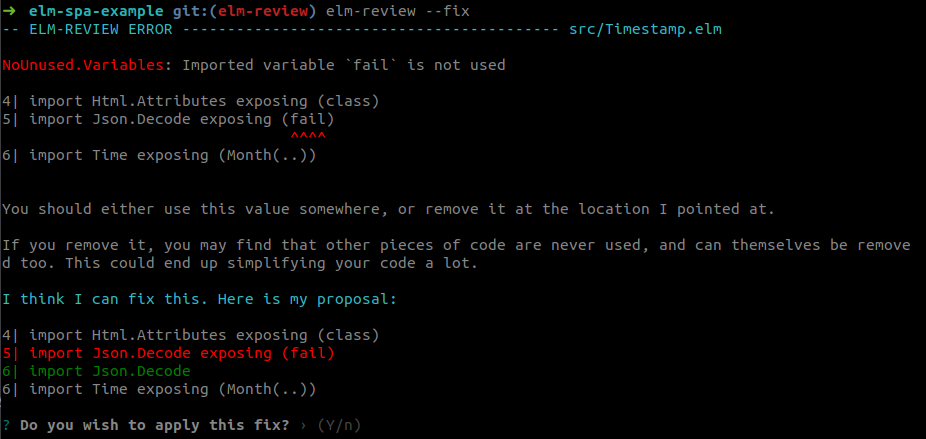 ➜ elm-spa-example git:(elm-review) elm-review --fix
-- ELM-REVIEW ERROR ------------------------------------------ src/Timestamp.elm
NoUnused.Variables: Imported variable `fail` is not used
4| import Html.Attributes exposing (class)
5| import Json.Decode exposing (fail)
^^^^
6| import Time exposing (Month(..))
You should either use this value somewhere, or remove it at the location I pointed at.
If you remove it, you may find that other pieces of code are never used, and can themselves be remove
d too. This could end up simplifying your code a lot.
I think I can fix this. Here is my proposal:
4| import Html.Attributes exposing (class)
5| import Json.Decode exposing (fail)
6| import Json.Decode
6| import Time exposing (Month(..))
? Do you wish to apply this fix? › (Y/n)